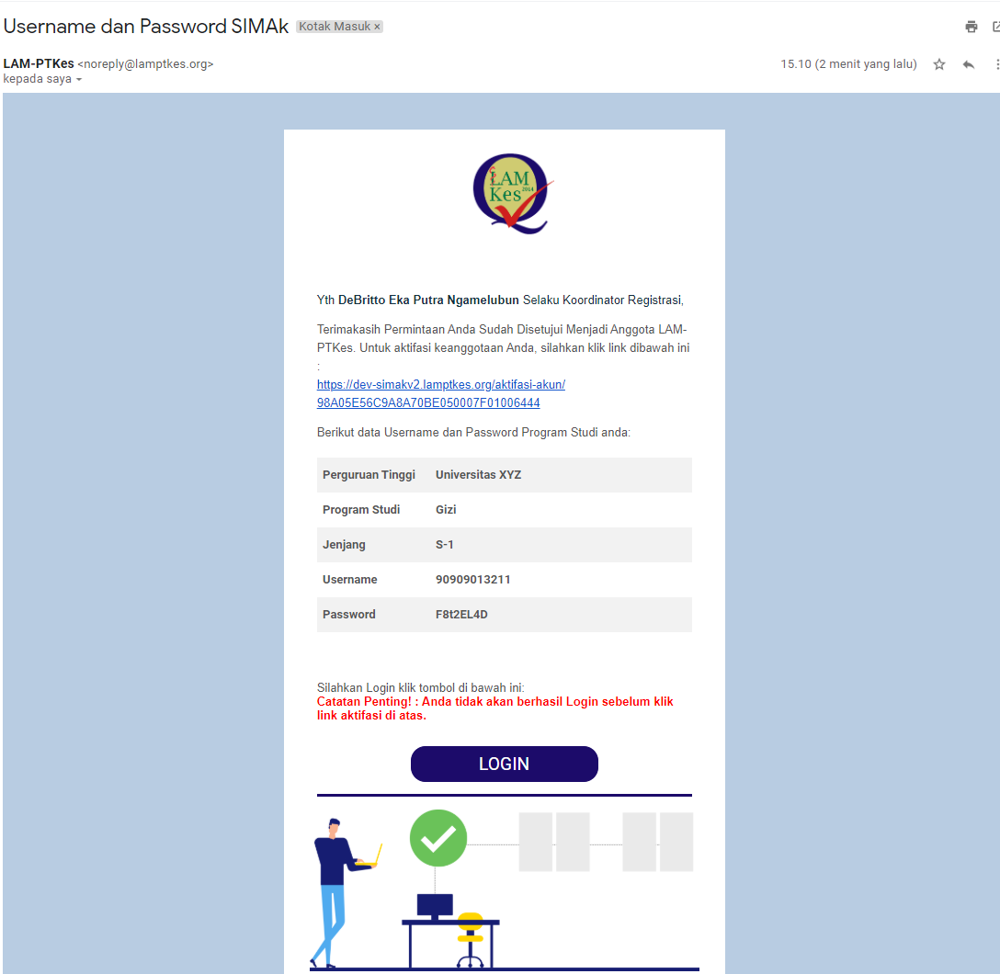 Username dan Password SIMAk Kotak Masuk ×
LAM-PTKes <noreply@lamptkes.org> 15.10 (2 menit yang lalu)
kepada saya
LAM
Kes 2014
Yth DeBritto Eka Putra Ngamelubun Selaku Koordinator Registrasi,
Terimakasih Permintaan Anda Sudah Disetujui Menjadi Anggota LAM-
PTKes. Untuk aktifasi keanggotaan Anda, silahkan klik link dibawah ini
:
https://dev-simakv2.lamptkes.org/aktifasi-akun/
98A05E56C9A8A70BE050007F01006444
Berikut data Username dan Password Program Studi anda:
Perguruan Tinggi Universitas XYZ
Program Studi Gizi
Jenjang S-1
Username 90909013211
Password F8t2EL4D
Silahkan Login klik tombol di bawah ini:
Catatan Penting! : Anda tidak akan berhasil Login sebelum klik
link aktifasi di atas.
LOGIN